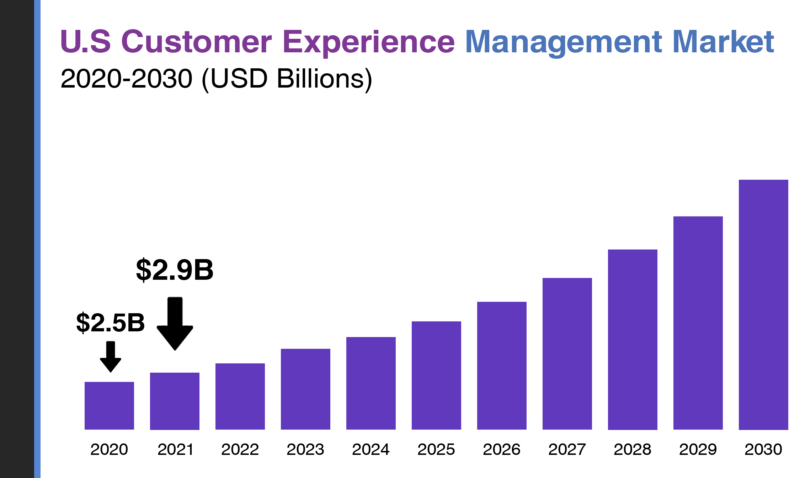 U.S Customer Experience Management Market
2020-2030 (USD Billions)
$2.9B
$2.5B
2020 2021 2022 2023 2024 2025 2026 2027 2028 2029 2030